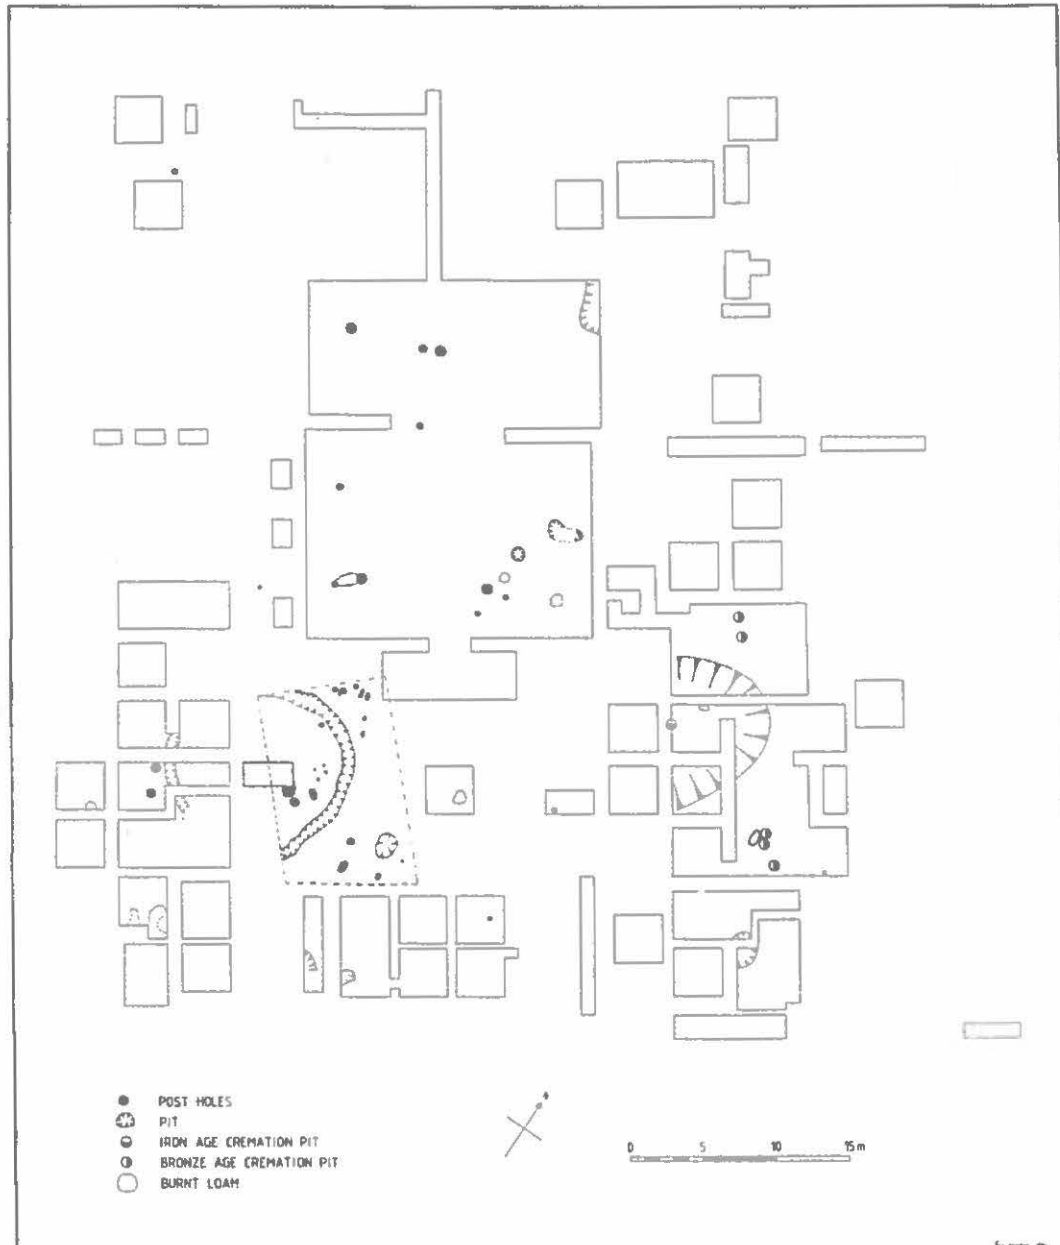 POST HOLES
PIT
IRON AGE CREMATION PIT
BRONZE AGE CREMATION PIT
BURNT LOAM
0 5 10 15 m